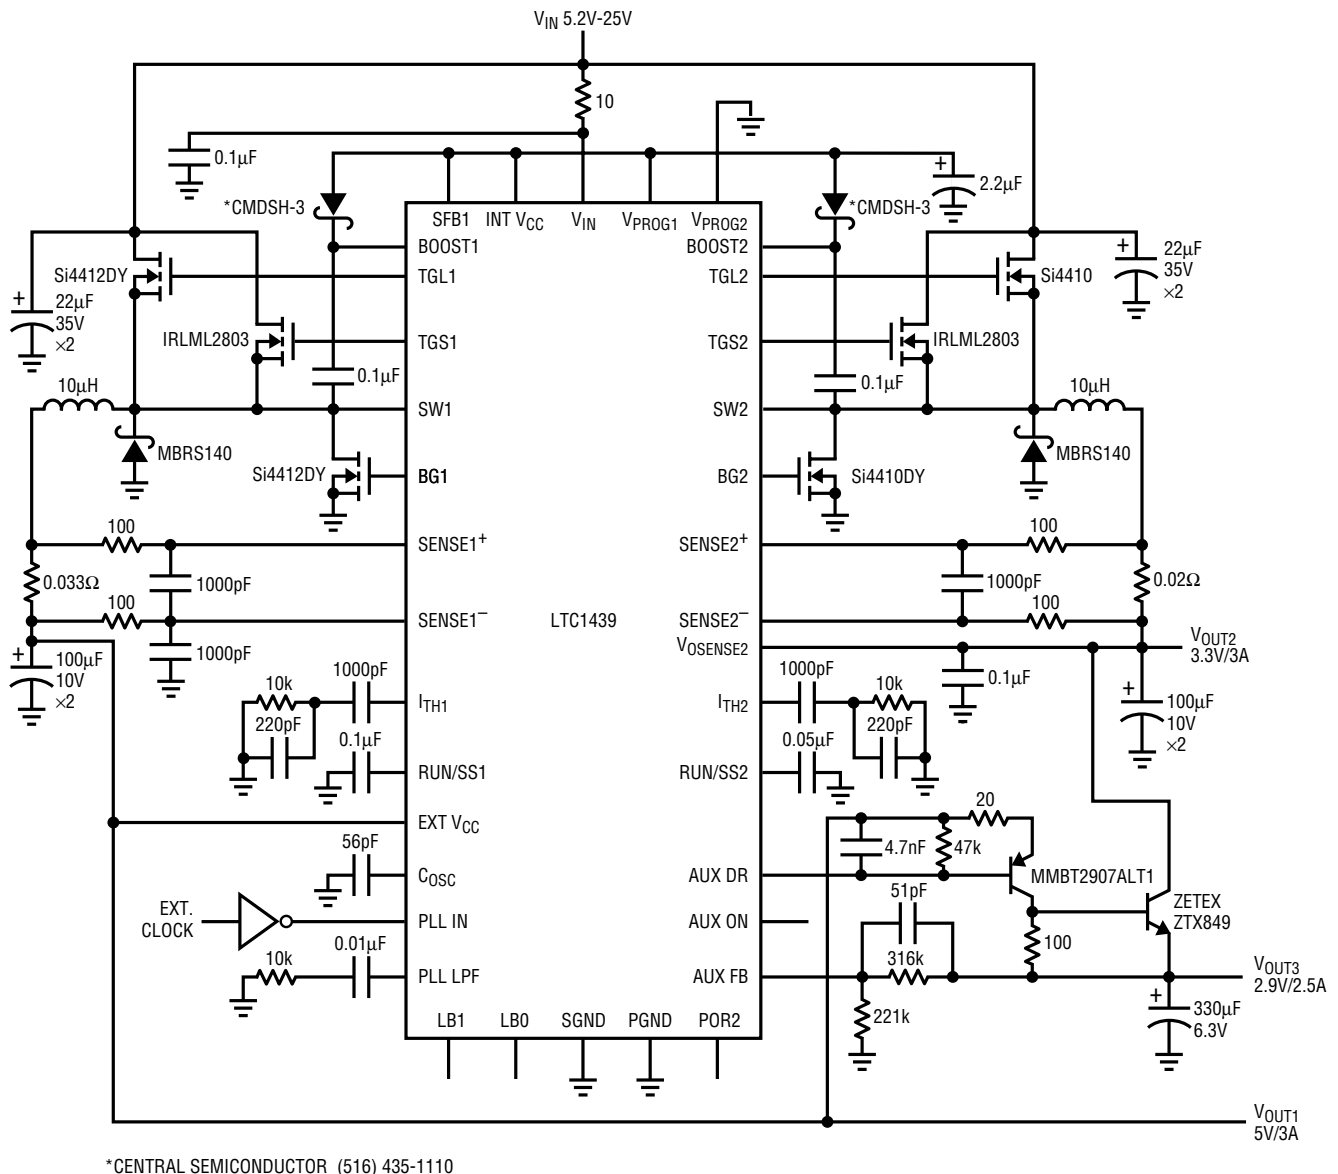 VIN 5.2V-25V
10
0.1µF
2.2µF
*CMDSH-3
*CMDSH-3
SFB1
INT VCC
VIN
VPROG1
VPROG2
BOOST1
BOOST2
Si4412DY
TGL1
TGL2
Si4410
22µF
35V
×2
+
22µF
35V
×2
+
+
IRLML2803
TGS1
TGS2
IRLML2803
0.1µF
0.1µF
10µH
SW1
SW2
10µH
MBRS140
MBRS140
Si4412DY
BG1
BG2
Si4410DY
100
SENSE1+
SENSE2+
100
0.033Ω
1000pF
1000pF
0.02Ω
100
SENSE1–
LTC1439
SENSE2–
100
1000pF
VOSENSE2
VOUT2
3.3V/3A
+
100µF
10V
×2
0.1µF
+
100µF
10V
×2
1000pF
10k
ITH1
ITH2
1000pF
10k
220pF
220pF
0.1µF
RUN/SS1
RUN/SS2
0.05µF
EXT VCC
20
4.7nF
47k
56pF
COSC
AUX DR
MMBT2907ALT1
51pF
EXT.
CLOCK
PLL IN
AUX ON
ZETEX
ZTX849
100
0.01µF
10k
PLL LPF
AUX FB
316k
VOUT3
2.9V/2.5A
221k
+
330µF
6.3V
LB1
LB0
SGND
PGND
POR2
VOUT1
5V/3A
*CENTRAL SEMICONDUCTOR (516) 435-1110